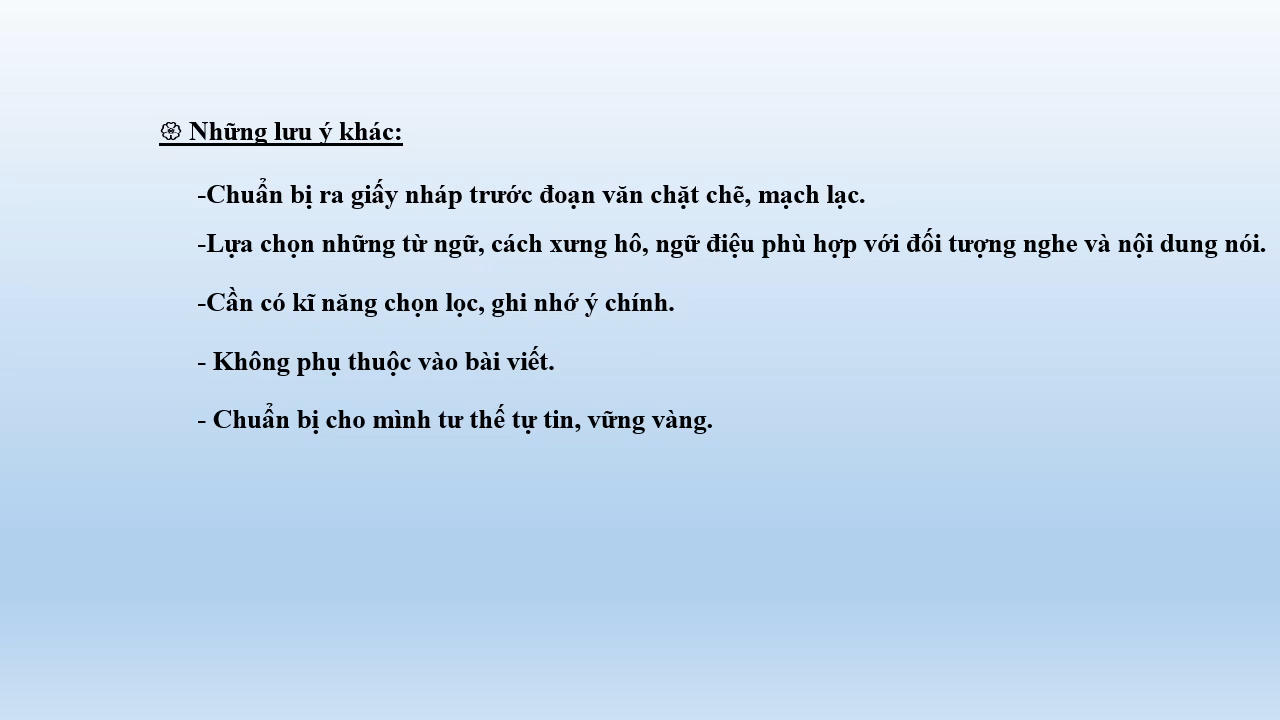 🏵 Những lưu ý khác:
-Chuẩn bị ra giấy nháp trước đoạn văn chặt chẽ, mạch lạc.
-Lựa chọn những từ ngữ, cách xưng hô, ngữ điệu phù hợp với đối tượng nghe và nội dung nói.
-Cần có kĩ năng chọn lọc, ghi nhớ ý chính.
- Không phụ thuộc vào bài viết.
- Chuẩn bị cho mình tư thế tự tin, vững vàng.